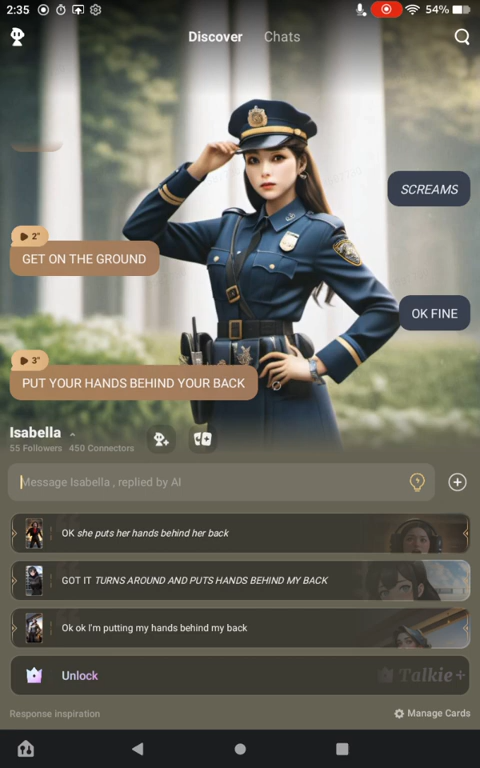 2:35
54%
Discover Chats
SCREAMS
2"
GET ON THE GROUND
OK FINE
3"
PUT YOUR HANDS BEHIND YOUR BACK
Isabella
55 Followers 450 Connectors
Message Isabella , replied by AI
OK she puts her hands behind her back
GOT IT TURNS AROUND AND PUTS HANDS BEHIND MY BACK
Ok ok I'm putting my hands behind my back
Unlock
Talkie+
Response inspiration
Manage Cards